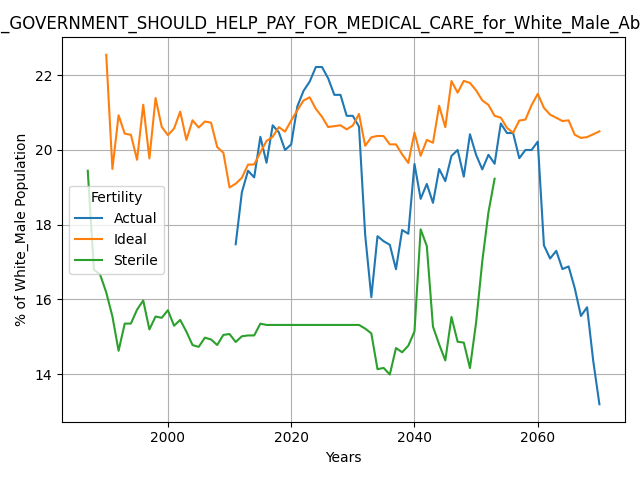 _GOVERNMENT_SHOULD_HELP_PAY_FOR_MEDICAL_CARE_for_White_Male_Ab
22
20
18
16
14
% of White_Male Population
Fertility
Actual
Ideal
Sterile
2000
2020
2040
2060
Years